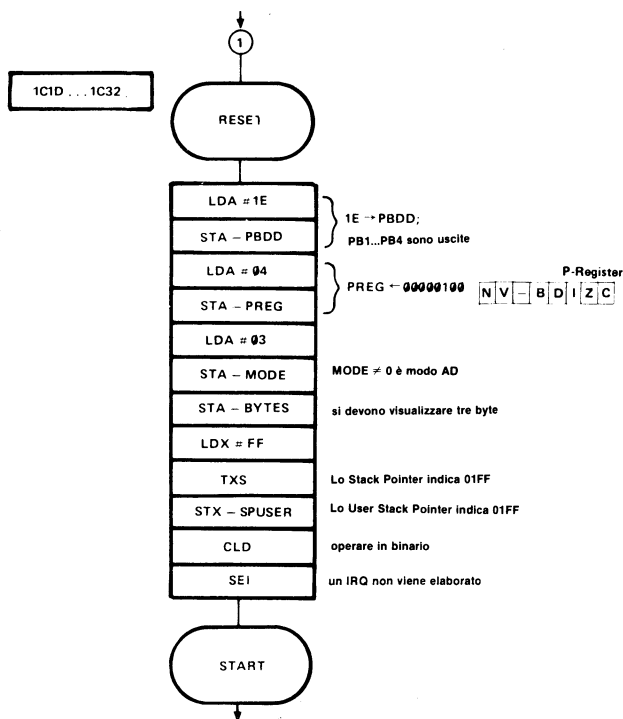 1
1C1D ... 1C32
RESET
LDA #1E
STA – PBDD
1E → PBDD;
PB1...PB4 sono uscite
LDA # 04
STA – PREG
PREG ← 00000100
P-Register
N V – B D I Z C
LDA # 03
STA – MODE
MODE ≠ 0 è modo AD
STA – BYTES
si devono visualizzare tre byte
LDX # FF
TXS
Lo Stack Pointer indica 01FF
STX – SPUSER
Lo User Stack Pointer indica 01FF
CLD
operare in binario
SEI
un IRQ non viene elaborato
START